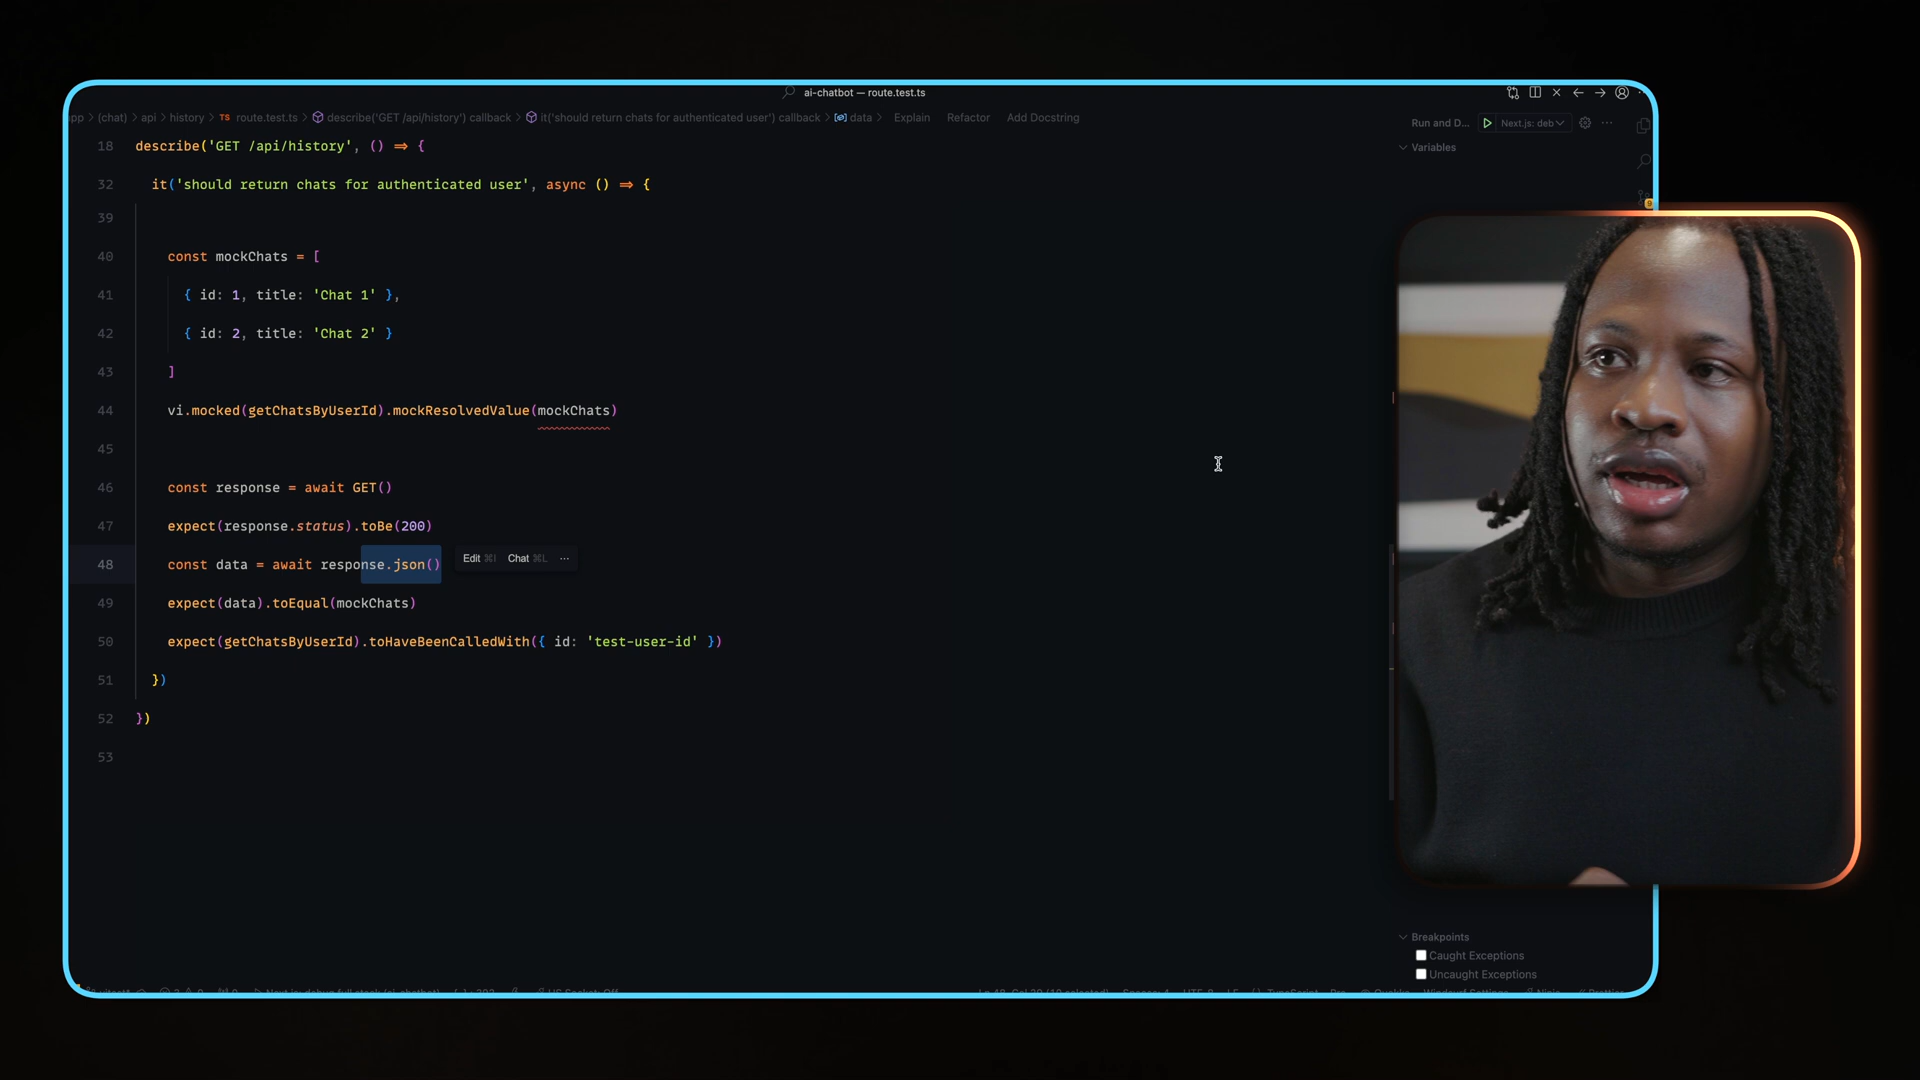 ai-chatbot — route.test.ts
(chat) > api > history > TS route.test.ts > describe('GET /api/history') callback > it('should return chats for authenticated user') callback > data > Explain Refactor Add Docstring
Run and D... Next.js: deb
Variables
18 describe('GET /api/history', () => {
32 it('should return chats for authenticated user', async () => {
39
40 const mockChats = [
41 { id: 1, title: 'Chat 1' },
42 { id: 2, title: 'Chat 2' }
43 ]
44 vi.mocked(getChatsByUserId).mockResolvedValue(mockChats)
45
46 const response = await GET()
47 expect(response.status).toBe(200)
48 const data = await response.json() Edit ⌘I Chat ⌘L ...
49 expect(data).toEqual(mockChats)
50 expect(getChatsByUserId).toHaveBeenCalledWith({ id: 'test-user-id' })
51 })
52 })
53
Breakpoints
Caught Exceptions
Uncaught Exceptions